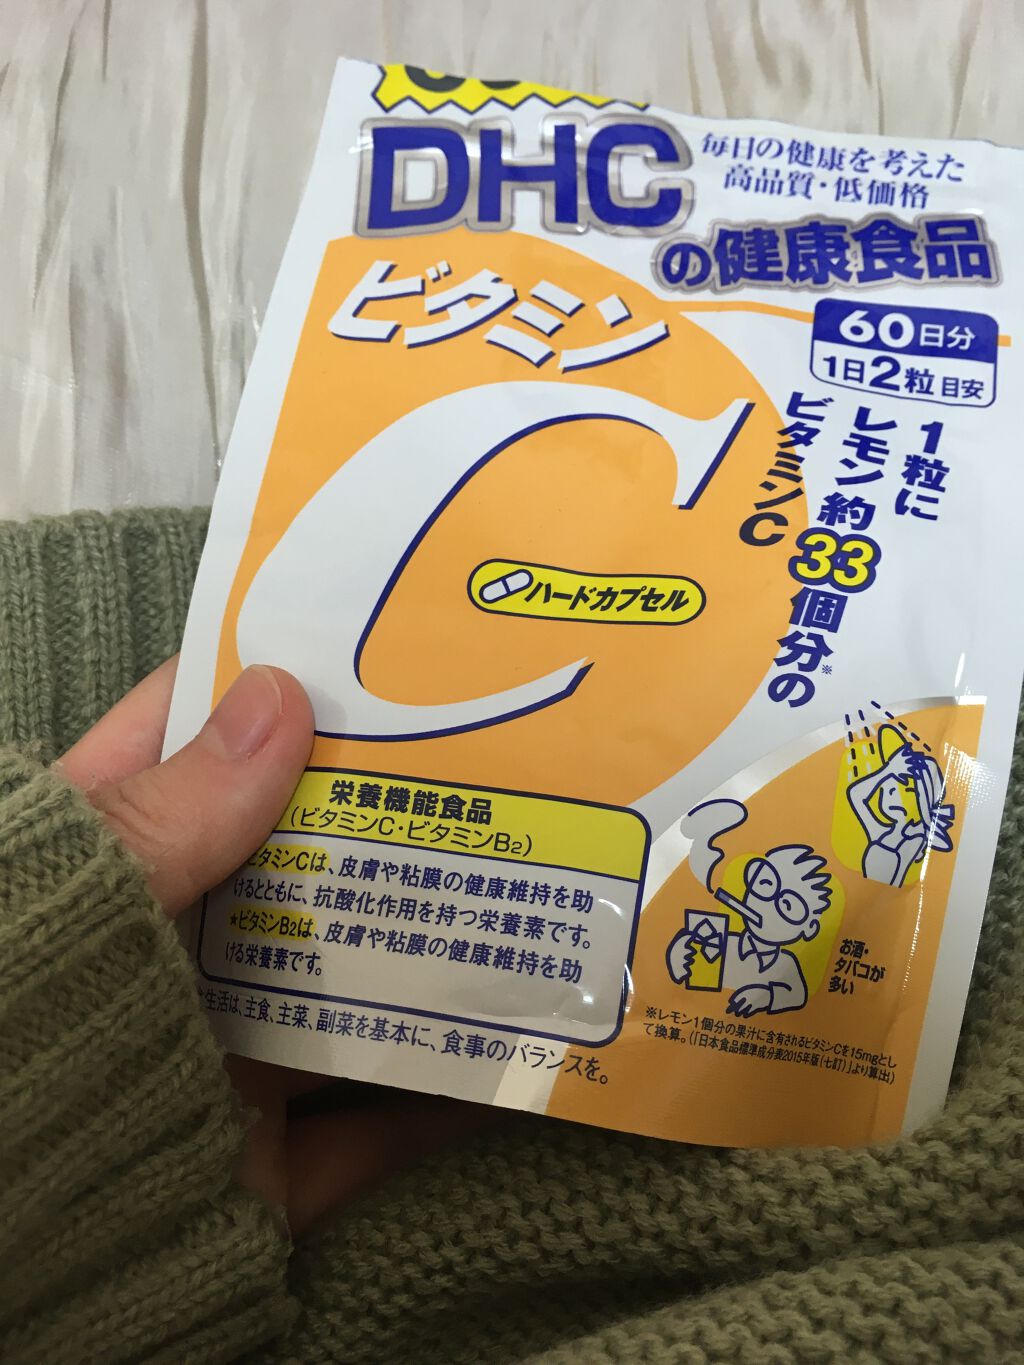 DHC
毎日の健康を考えた
高品質・低価格
の健康食品
ビタミン
C
60日分
1日2粒目安
1粒に
レモン約33個分の※
ビタミンC
ハードカプセル
栄養機能食品
(ビタミンC・ビタミンB2)
ビタミンCは、皮膚や粘膜の健康維持を助
けるとともに、抗酸化作用を持つ栄養素です。
★ビタミンB2は、皮膚や粘膜の健康維持を助
ける栄養素です。
生活は、主食、主菜、副菜を基本に、食事のバランスを。
お酒・
タバコが
多い
※レモン1個分の果汁に含有されるビタミンCを15mgとし
て換算。(「日本食品標準成分表2015年版(七訂)」より算出)